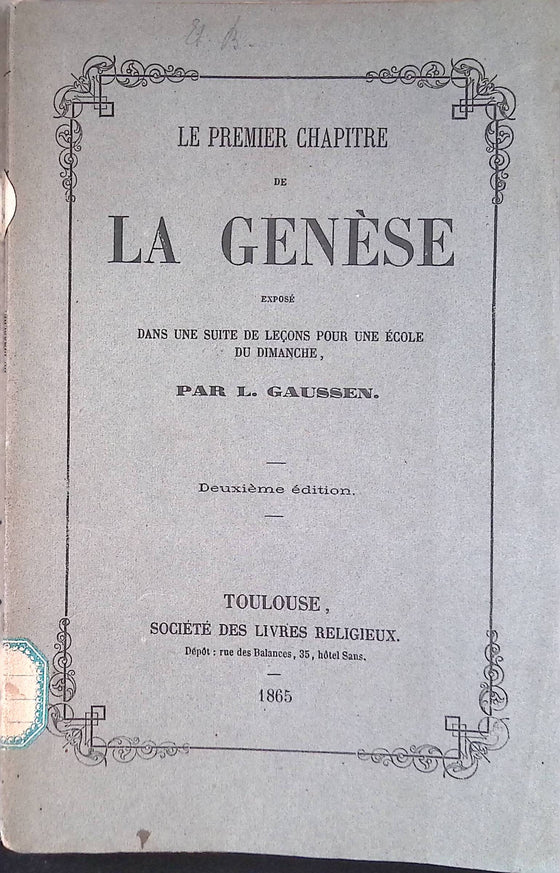 Et. B.
LE PREMIER CHAPITRE
DE
LA GENÈSE
EXPOSÉ
DANS UNE SUITE DE LEÇONS POUR UNE ÉCOLE
DU DIMANCHE,
PAR L. GAUSSEN.
Deuxième édition.
TOULOUSE,
SOCIÉTÉ DES LIVRES RELIGIEUX.
Dépôt : rue des Balances, 35, hôtel Sans.
1865